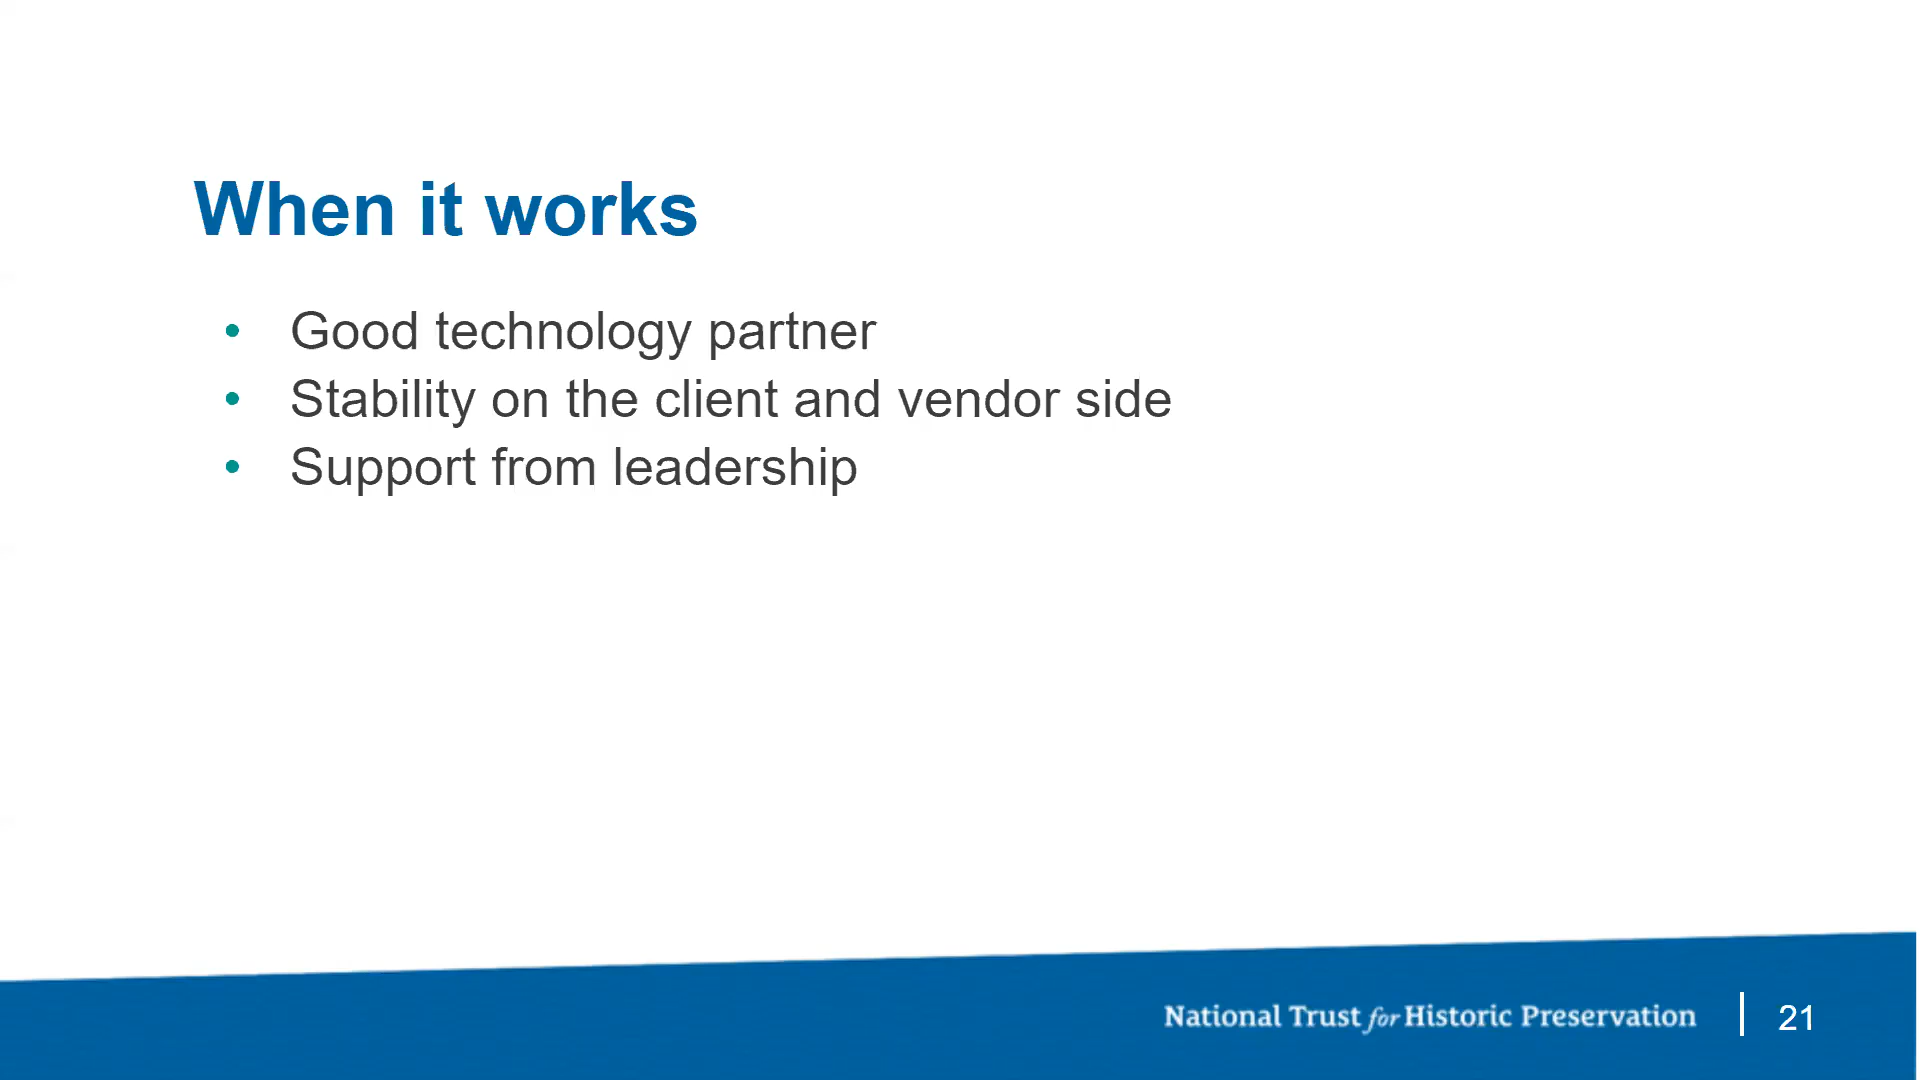 When it works
• Good technology partner
• Stability on the client and vendor side
• Support from leadership
National Trust for Historic Preservation | 21